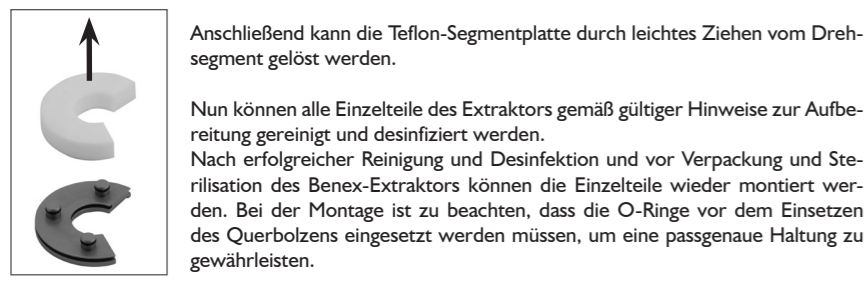 Anschließend kann die Teflon-Segmentplatte durch leichtes Ziehen vom Dreh-
segment gelöst werden.
Nun können alle Einzelteile des Extraktors gemäß gültiger Hinweise zur Aufbe-
reitung gereinigt und desinfiziert werden.
Nach erfolgreicher Reinigung und Desinfektion und vor Verpackung und Ste-
rilisation des Benex-Extraktors können die Einzelteile wieder montiert wer-
den. Bei der Montage ist zu beachten, dass die O-Ringe vor dem Einsetzen
des Querbolzens eingesetzt werden müssen, um eine passgenaue Haltung zu
gewährleisten.